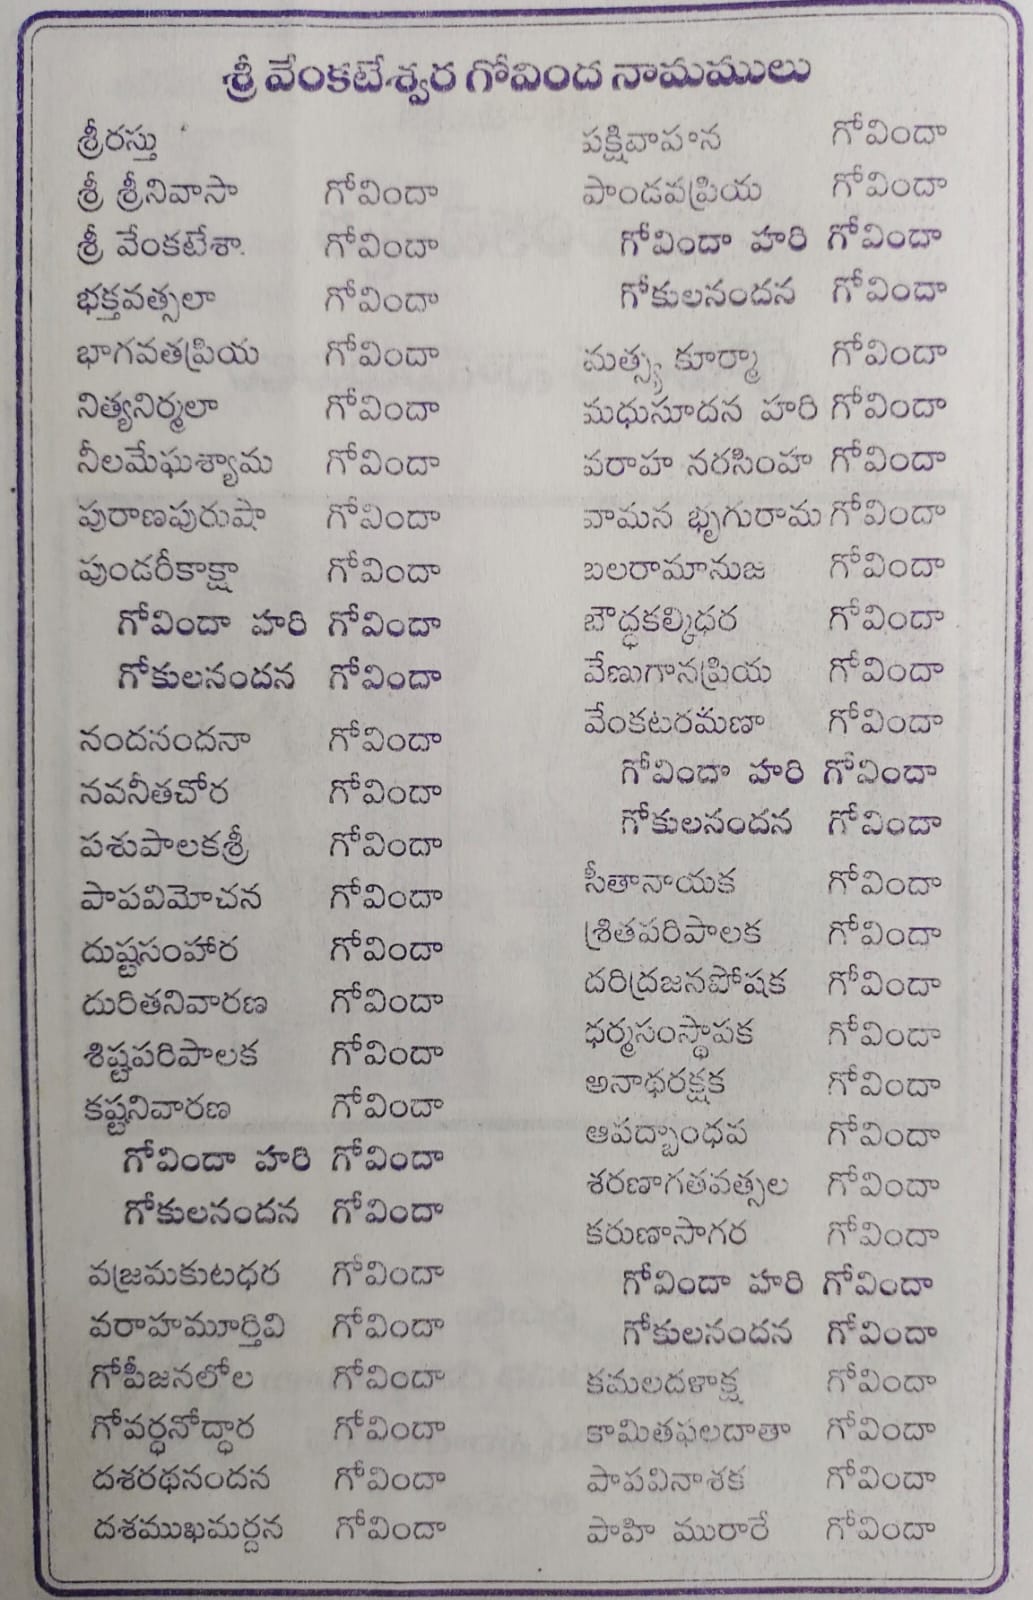 శ్రీ వేంకటేశ్వర గోవింద నామములు
శ్రీరస్తు
శ్రీ శ్రీనివాసా గోవిందా
శ్రీ వేంకటేశా. గోవిందా
భక్తవత్సలా గోవిందా
భాగవతప్రియ గోవిందా
నిత్యనిర్మలా గోవిందా
నీలమేఘశ్యామ గోవిందా
పురాణపురుషా గోవిందా
పుండరీకాక్షా గోవిందా
గోవిందా హరి గోవిందా
గోకులనందన గోవిందా
నందనందనా గోవిందా
నవనీతచోర గోవిందా
పశుపాలకశ్రీ గోవిందా
పాపవిమోచన గోవిందా
దుష్టసంహార గోవిందా
దురితనివారణ గోవిందా
శిష్టపరిపాలక గోవిందా
కష్టనివారణ గోవిందా
గోవిందా హరి గోవిందా
గోకులనందన గోవిందా
వజ్రమకుటధర గోవిందా
వరాహమూర్తివి గోవిందా
గోపీజనలోల గోవిందా
గోవర్ధనోద్ధార గోవిందా
దశరథనందన గోవిందా
దశముఖమర్దన గోవిందా
పక్షివాహన గోవిందా
పాండవప్రియ గోవిందా
గోవిందా హరి గోవిందా
గోకులనందన గోవిందా
మత్స్య కూర్మా గోవిందా
మధుసూదన హరి గోవిందా
వరాహ నరసింహ గోవిందా
వామన భృగురామ గోవిందా
బలరామానుజ గోవిందా
బౌద్ధకల్కిధర గోవిందా
వేణుగానప్రియ గోవిందా
వేంకటరమణా గోవిందా
గోవిందా హరి గోవిందా
గోకులనందన గోవిందా
సీతానాయక గోవిందా
శ్రితపరిపాలక గోవిందా
దరిద్రజనపోషక గోవిందా
ధర్మసంస్థాపక గోవిందా
అనాథరక్షక గోవిందా
ఆపద్బాంధవ గోవిందా
శరణాగతవత్సల గోవిందా
కరుణాసాగర గోవిందా
గోవిందా హరి గోవిందా
గోకులనందన గోవిందా
కమలదళాక్ష గోవిందా
కామితఫలదాతా గోవిందా
పాపవినాశక గోవిందా
పాహి మురారే గోవిందా